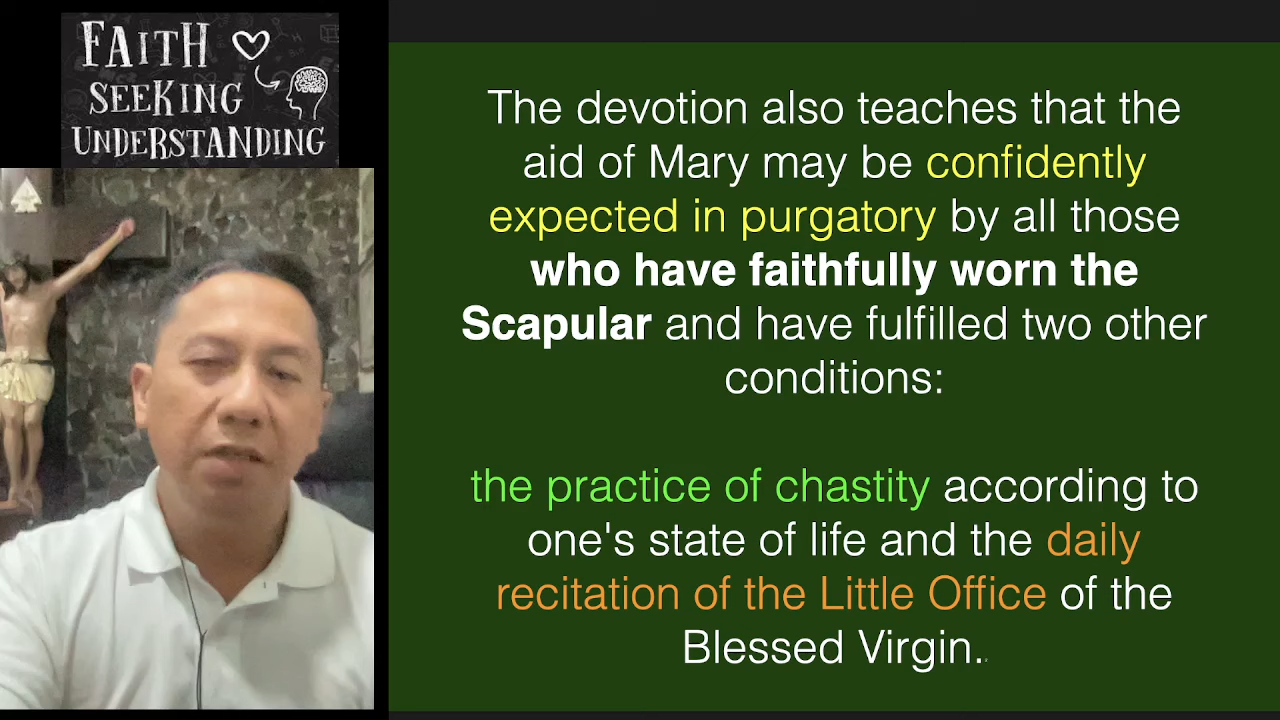 FAITH
SEEKING
UNDERSTANDING
The devotion also teaches that the
aid of Mary may be confidently
expected in purgatory by all those
who have faithfully worn the
Scapular and have fulfilled two other
conditions:
the practice of chastity according to
one's state of life and the daily
recitation of the Little Office of the
Blessed Virgin.